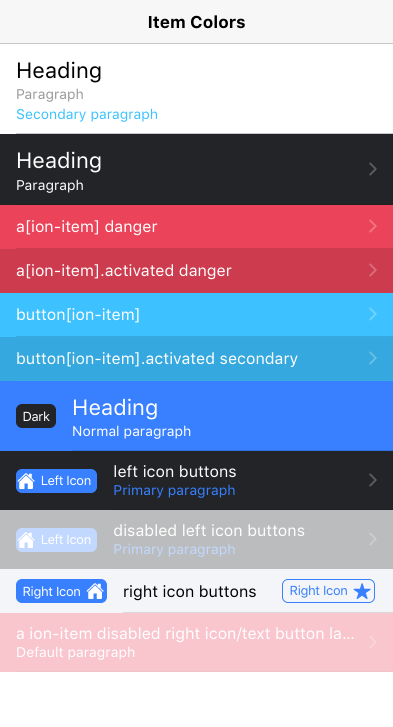 Item Colors
Heading
Paragraph
Secondary paragraph
Heading
Paragraph
a[ion-item] danger
a[ion-item].activated danger
button[ion-item]
button[ion-item].activated secondary
Dark
Heading
Normal paragraph
Left Icon
left icon buttons
Primary paragraph
Left Icon
disabled left icon buttons
Primary paragraph
Right Icon
right icon buttons
Right Icon
a ion-item disabled right icon/text button la...
Default paragraph